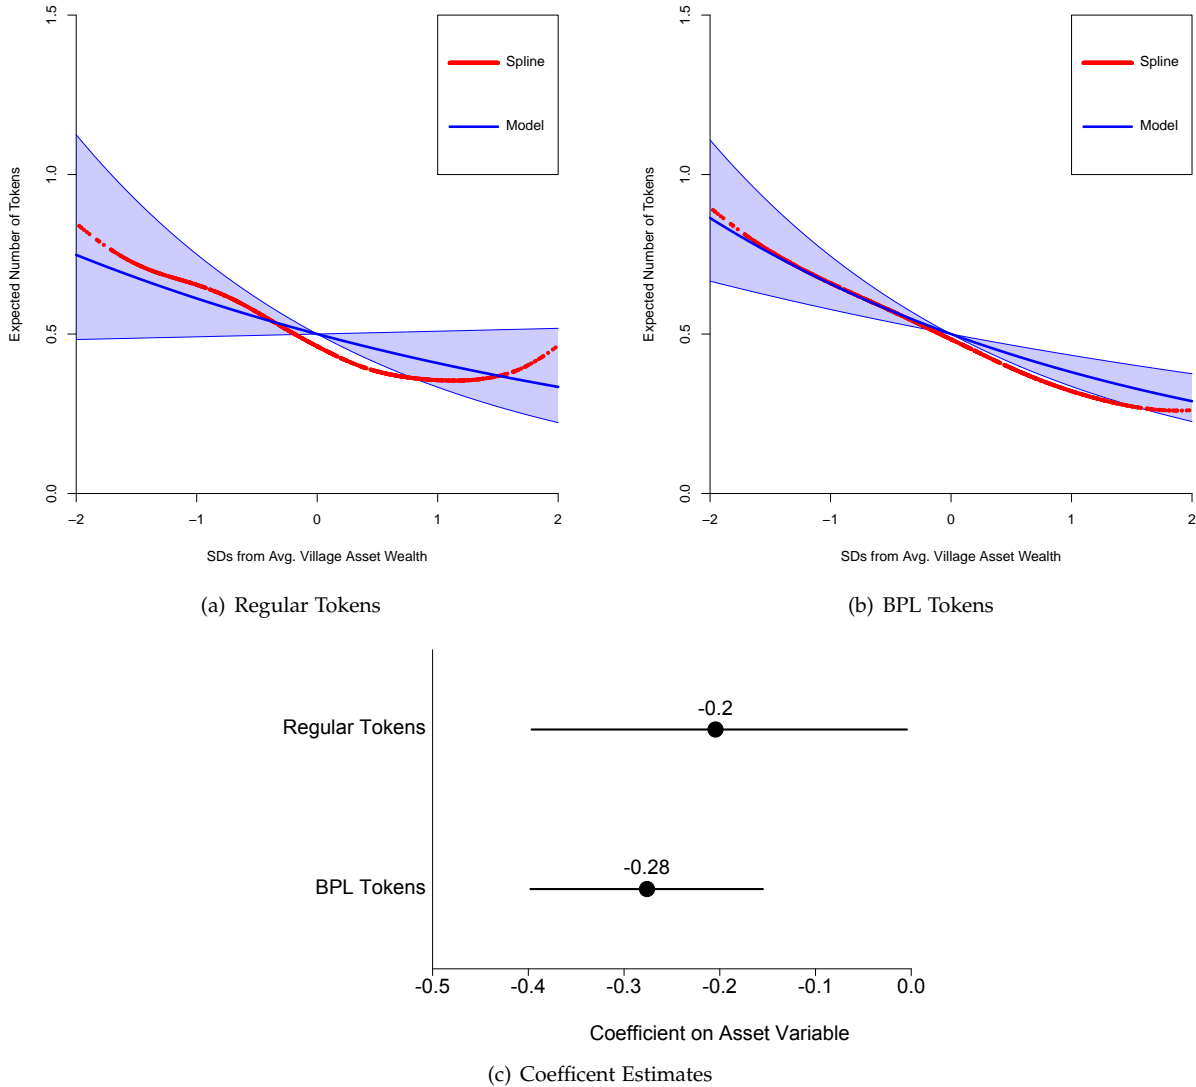 1.5
1.0
0.5
0.0
Expected Number of Tokens
Spline
Model
−2
−1
0
1
2
SDs from Avg. Village Asset Wealth
(a) Regular Tokens
1.5
1.0
0.5
0.0
Expected Number of Tokens
Spline
Model
−2
−1
0
1
2
SDs from Avg. Village Asset Wealth
(b) BPL Tokens
Regular Tokens
-0.2
BPL Tokens
-0.28
-0.5
-0.4
-0.3
-0.2
-0.1
0.0
Coefficient on Asset Variable
(c) Coefficent Estimates